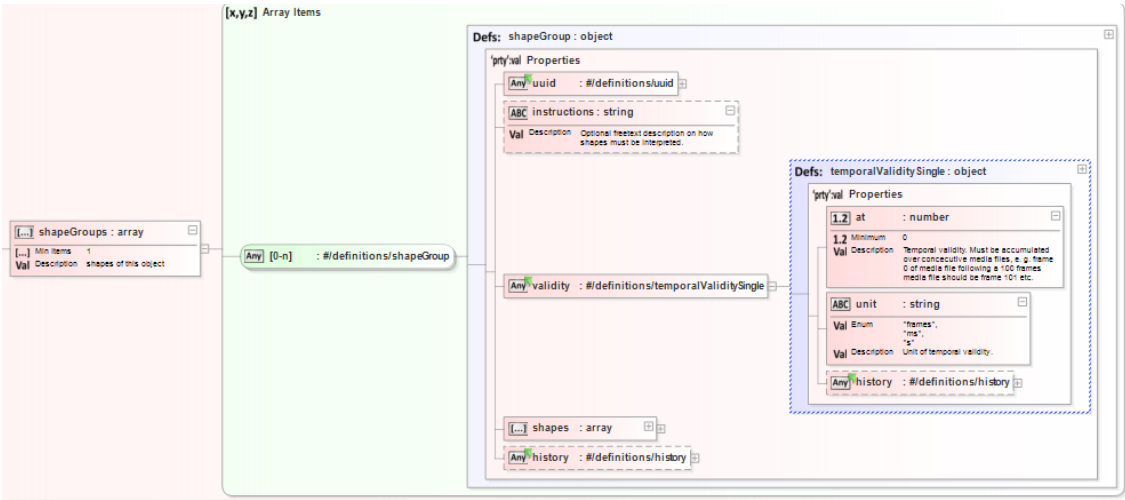 [x,y,z] Array Items
Defs: shapeGroup : object
'prty':val Properties
Any uuid : #/definitions/uuid
ABC instructions : string
Val Description Optional freetext description on how
shapes must be interpreted.
Defs: temporalValiditySingle : object
'prty':val Properties
1.2 at : number
1.2 Minimum 0
Val Description Temporal validity. Must be accumulated
over concecutive media files, e. g. frame
0 of media file following a 100 frames
media file should be frame 101 etc.
[...] shapeGroups : array
[...] Min Items 1
Val Description shapes of this object
Any [0-n] : #/definitions/shapeGroup
Any validity : #/definitions/temporalValiditySingle
ABC unit : string
Val Enum "frames",
"ms",
"s"
Val Description Unit of temporal validity.
Any history : #/definitions/history
[...] shapes : array
Any history : #/definitions/history